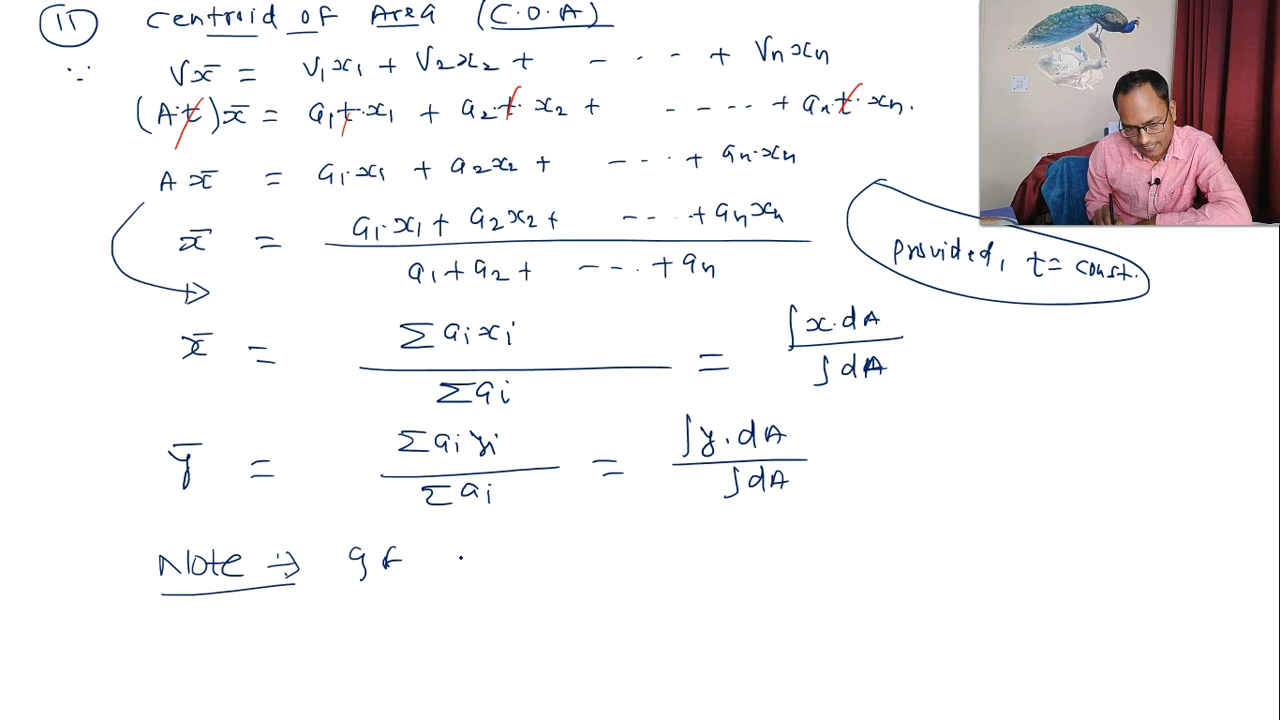 (11) Centroid of Area (C.O.A)
∵ Vx̄ = V₁x₁ + V₂x₂ + - - . . + Vₙxₙ
(A·t)x̄ = a₁t·x₁ + a₂t·x₂ + - - - - + aₙt·xₙ.
Ax̄ = a₁·x₁ + a₂x₂ + - - . . + aₙ·xₙ
x̄ = (a₁·x₁ + a₂x₂ + - - . . + aₙxₙ) / (a₁ + a₂ + - - . . + aₙ)
provided, t = const.
x̄ = Σaᵢxᵢ / Σaᵢ = ∫x.dA / ∫dA
ȳ = Σaᵢyᵢ / Σaᵢ = ∫y.dA / ∫dA
Note ⇒ If